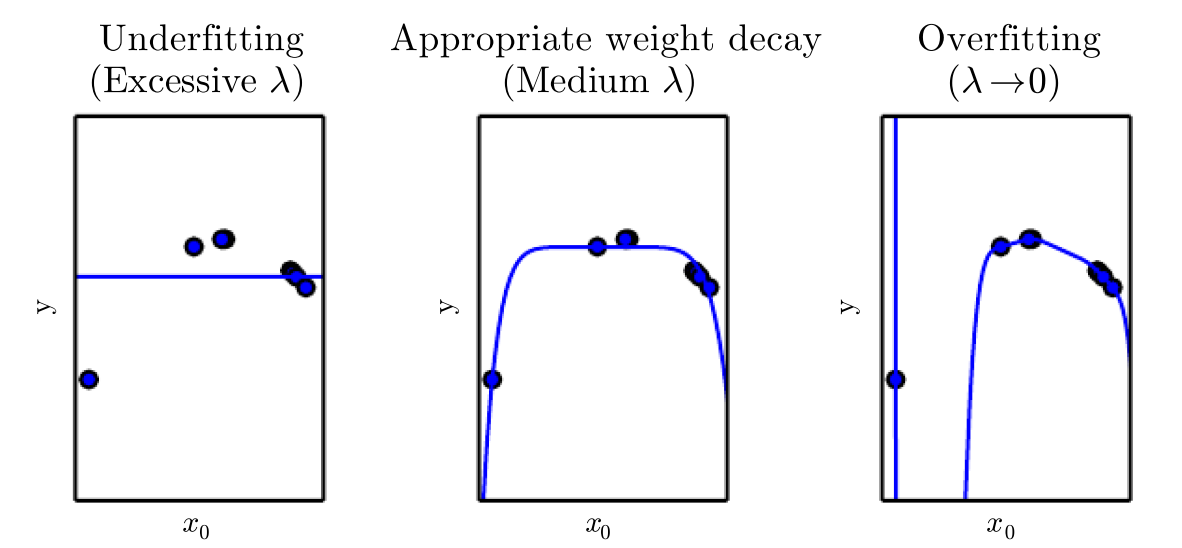 Underfitting
(Excessive λ)
Appropriate weight decay
(Medium λ)
Overfitting
(λ→0)
y
x₀
y
x₀
y
x₀